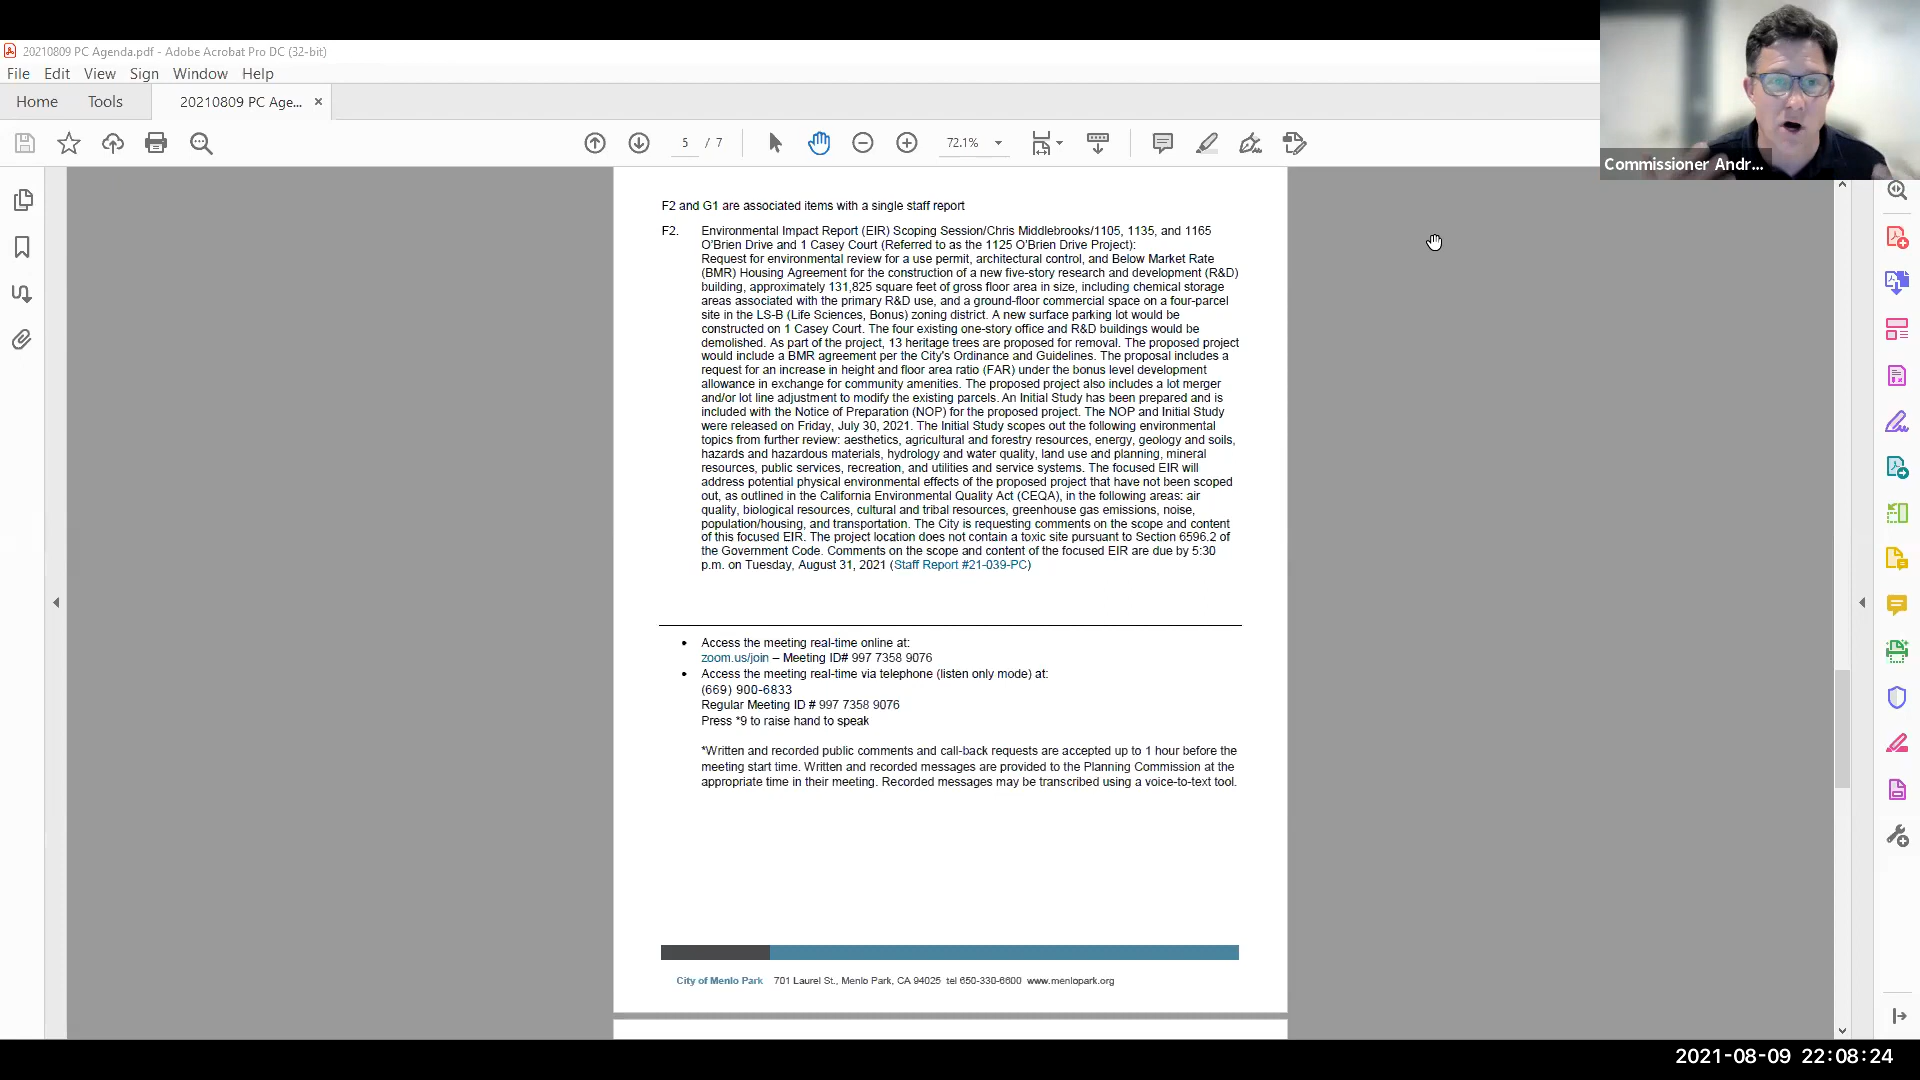 20210809 PC Agenda.pdf - Adobe Acrobat Pro DC (32-bit)
File Edit View Sign Window Help
Home Tools 20210809 PC Age... ×
5 / 7 72.1%
Commissioner Andr...
F2 and G1 are associated items with a single staff report
F2. Environmental Impact Report (EIR) Scoping Session/Chris Middlebrooks/1105, 1135, and 1165
O'Brien Drive and 1 Casey Court (Referred to as the 1125 O'Brien Drive Project):
Request for environmental review for a use permit, architectural control, and Below Market Rate
(BMR) Housing Agreement for the construction of a new five-story research and development (R&D)
building, approximately 131,825 square feet of gross floor area in size, including chemical storage
areas associated with the primary R&D use, and a ground-floor commercial space on a four-parcel
site in the LS-B (Life Sciences, Bonus) zoning district. A new surface parking lot would be
constructed on 1 Casey Court. The four existing one-story office and R&D buildings would be
demolished. As part of the project, 13 heritage trees are proposed for removal. The proposed project
would include a BMR agreement per the City's Ordinance and Guidelines. The proposal includes a
request for an increase in height and floor area ratio (FAR) under the bonus level development
allowance in exchange for community amenities. The proposed project also includes a lot merger
and/or lot line adjustment to modify the existing parcels. An Initial Study has been prepared and is
included with the Notice of Preparation (NOP) for the proposed project. The NOP and Initial Study
were released on Friday, July 30, 2021. The Initial Study scopes out the following environmental
topics from further review: aesthetics, agricultural and forestry resources, energy, geology and soils,
hazards and hazardous materials, hydrology and water quality, land use and planning, mineral
resources, public services, recreation, and utilities and service systems. The focused EIR will
address potential physical environmental effects of the proposed project that have not been scoped
out, as outlined in the California Environmental Quality Act (CEQA), in the following areas: air
quality, biological resources, cultural and tribal resources, greenhouse gas emissions, noise,
population/housing, and transportation. The City is requesting comments on the scope and content
of this focused EIR. The project location does not contain a toxic site pursuant to Section 6596.2 of
the Government Code. Comments on the scope and content of the focused EIR are due by 5:30
p.m. on Tuesday, August 31, 2021 (Staff Report #21-039-PC)
• Access the meeting real-time online at:
zoom.us/join – Meeting ID# 997 7358 9076
• Access the meeting real-time via telephone (listen only mode) at:
(669) 900-6833
Regular Meeting ID # 997 7358 9076
Press *9 to raise hand to speak
*Written and recorded public comments and call-back requests are accepted up to 1 hour before the
meeting start time. Written and recorded messages are provided to the Planning Commission at the
appropriate time in their meeting. Recorded messages may be transcribed using a voice-to-text tool.
City of Menlo Park 701 Laurel St., Menlo Park, CA 94025 tel 650-330-6600 www.menlopark.org
2021-08-09 22:08:24